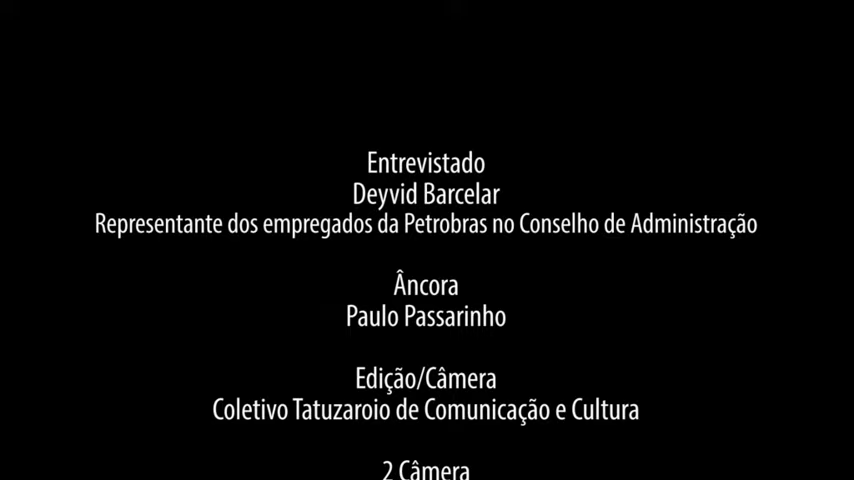 Entrevistado
Deyvid Barcelar
Representante dos empregados da Petrobras no Conselho de Administração
Âncora
Paulo Passarinho
Edição/Câmera
Coletivo Tatuzaroio de Comunicação e Cultura
2 Câmera